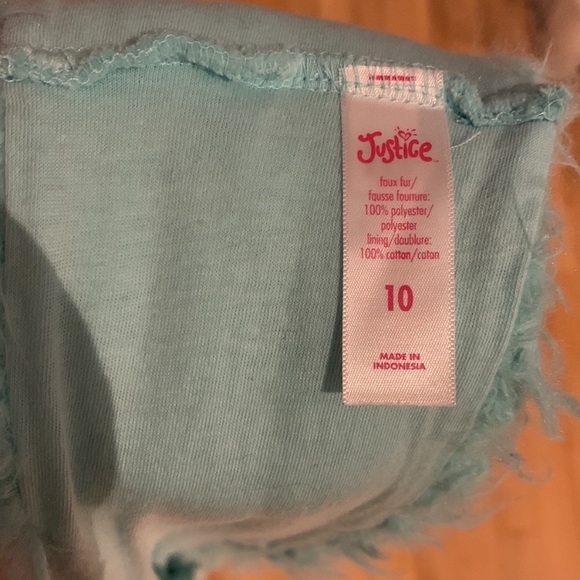 Justice
faux fur/
fausse fourrure:
100% polyester/
polyester
lining/doublure:
100% cotton/coton
10
MADE IN
INDONESIA